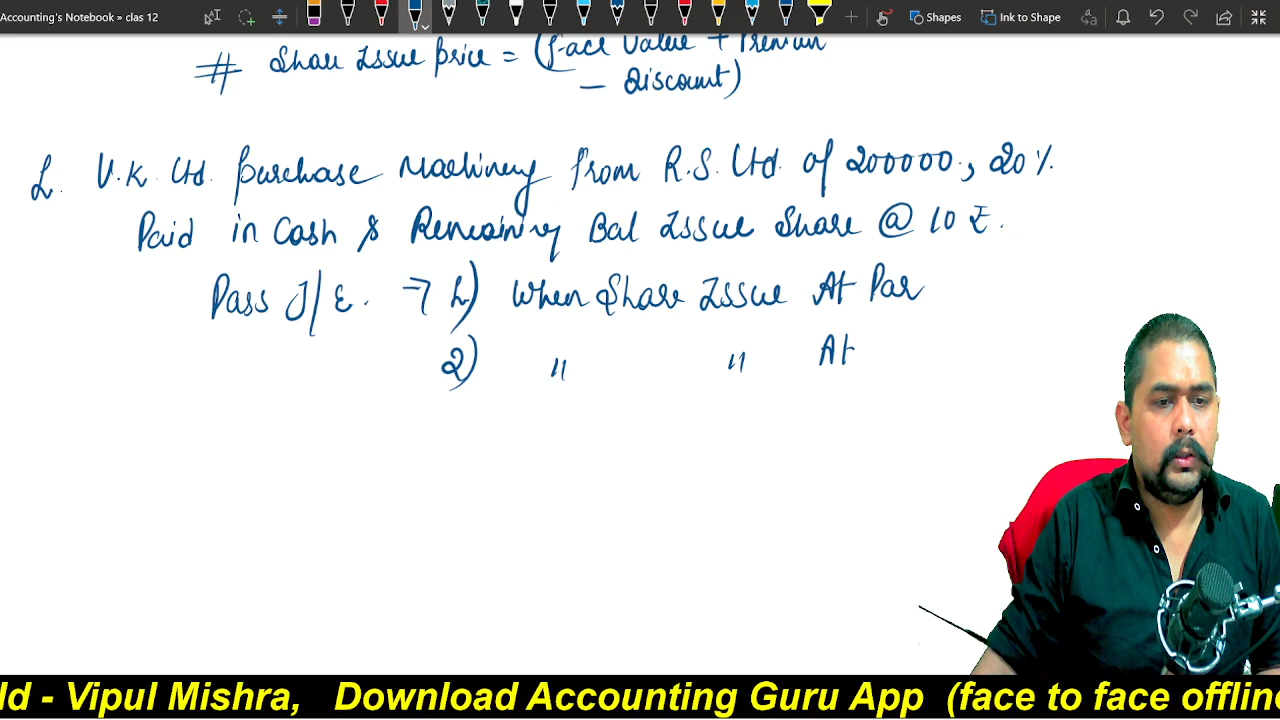 Accounting's Notebook » clas 12
Shapes
Ink to Shape
# Share Issue price = (face Value + Premium
– Discount)
1. V.K Ltd. purchase Machinery from R.S. Ltd. of 200000, 20%
Paid in Cash & Remaining Bal Issue Share @ 10 ₹.
Pass J/E. → 1) When Share Issue At Par
2) " " At
ld - Vipul Mishra, Download Accounting Guru App (face to face offline